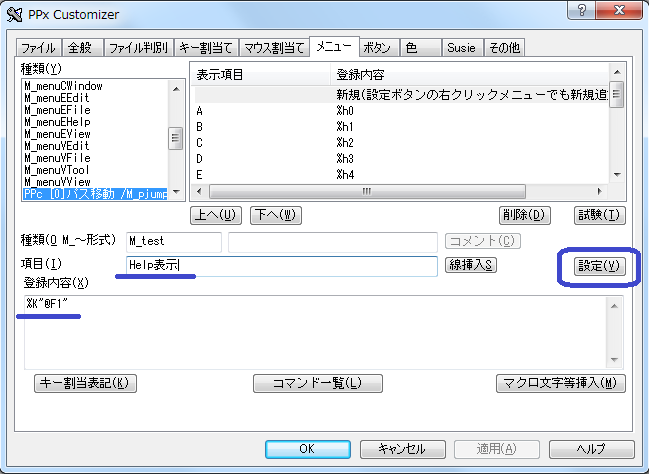 PPx Customizer
ファイル 全般 ファイル判別 キー割当て マウス割当て メニュー ボタン 色 Susie その他
種類(Y)
M_menuCWindow
M_menuEEdit
M_menuEFile
M_menuEHelp
M_menuEView
M_menuVEdit
M_menuVFile
M_menuVTool
M_menuVView
PPc [0]パス移動 /M_pjump
表示項目 登録内容
新規(設定ボタンの右クリックメニューでも新規追
A %h0
B %h1
C %h2
D %h3
E %h4
上へ(U) 下へ(W) 削除(D) 試験(T)
種類(Q M_～形式) M_test コメント(C)
項目(I) Help表示 線挿入S 設定(V)
登録内容(X)
%K"@F1"
キー割当表記(K) コマンド一覧(L) マクロ文字等挿入(M)
OK キャンセル 適用(A) ヘルプ